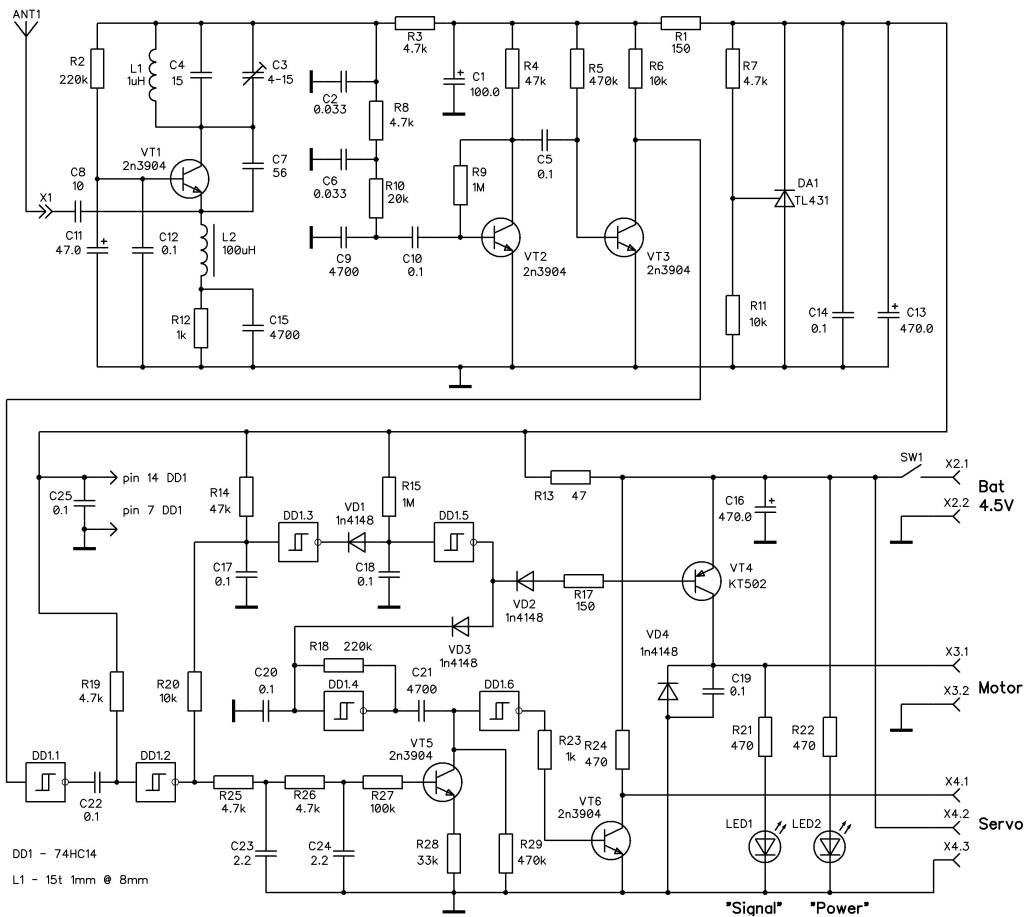 ANT1
R2
220k
L1
1uH
C4
15
C3
4-15
C2
0.033
R3
4.7k
C1
100.0
R4
47k
R5
470k
R6
10k
R1
150
R7
4.7k
R8
4.7k
VT1
2n3904
C7
56
C6
0.033
R10
20k
R9
1M
C5
0.1
DA1
TL431
C8
10
X1
C11
47.0
C12
0.1
L2
100uH
C9
4700
C10
0.1
VT2
2n3904
VT3
2n3904
R12
1k
C15
4700
R11
10k
C14
0.1
C13
470.0
pin 14 DD1
C25
0.1
pin 7 DD1
R14
47k
DD1.3
VD1
1n4148
R15
1M
DD1.5
R13 47
C16
470.0
SW1
X2.1
Bat
X2.2
4.5V
C17
0.1
C18
0.1
VD2
1n4148
R17
150
VT4
KT502
VD3
1n4148
R18 220k
VD4
1n4148
X3.1
C20
0.1
DD1.4
C21
4700
DD1.6
C19
0.1
X3.2
Motor
R19
4.7k
R20
10k
R21
470
R22
470
VT5
2n3904
R23
1k
R24
470
DD1.1
C22
0.1
DD1.2
R25
4.7k
R26
4.7k
R27
100k
VT6
2n3904
X4.1
X4.2
Servo
X4.3
LED1
LED2
C23
2.2
C24
2.2
R28
33k
R29
470k
DD1 - 74HC14
L1 - 15t 1mm @ 8mm
"Signal"
"Power"